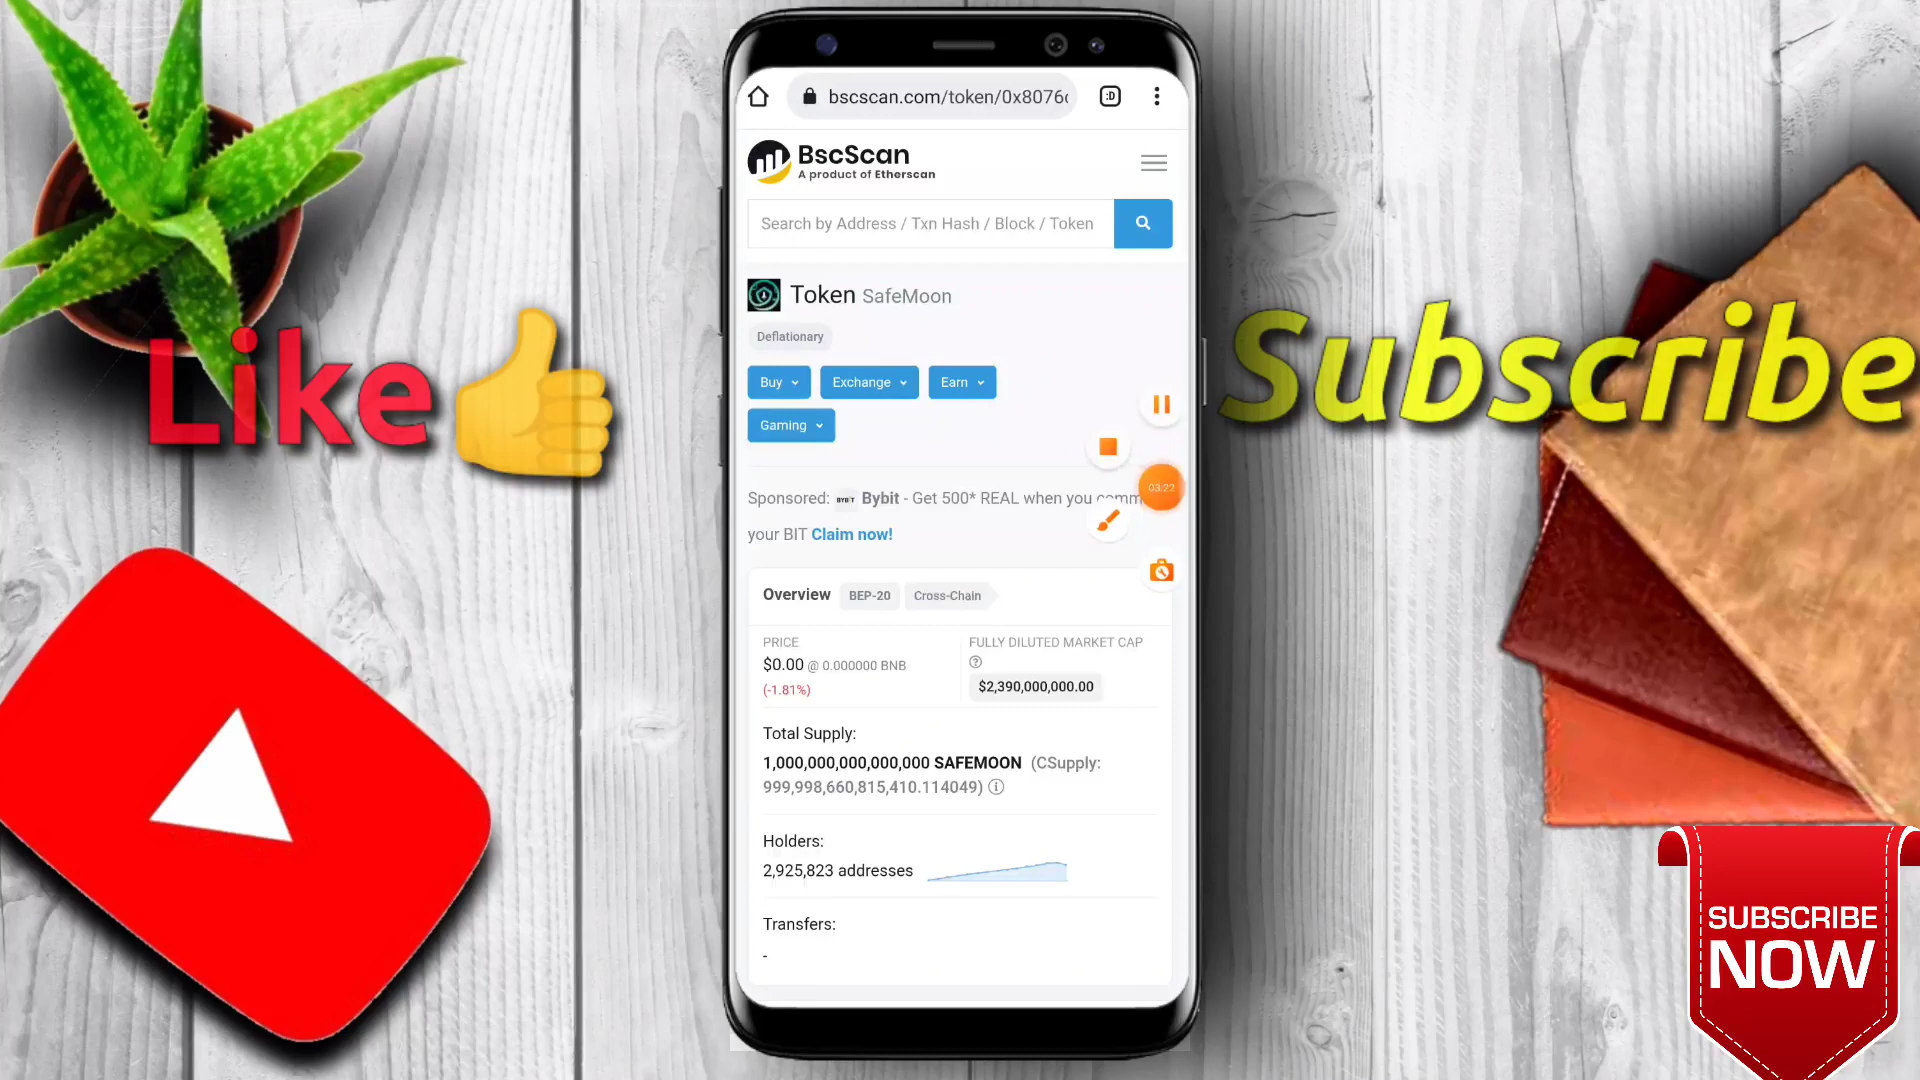 bscscan.com/token/0x8076
:D
BscScan
A product of Etherscan
Search by Address / Txn Hash / Block / Token
Token SafeMoon
Deflationary
Buy
Exchange
Earn
Gaming
Sponsored: BYBIT Bybit - Get 500* REAL when you comm
your BIT Claim now!
03:22
Overview
BEP-20
Cross-Chain
PRICE
$0.00 @ 0.000000 BNB
(-1.81%)
FULLY DILUTED MARKET CAP
$2,390,000,000.00
Total Supply:
1,000,000,000,000,000 SAFEMOON (CSupply:
999,998,660,815,410.114049)
Holders:
2,925,823 addresses
Transfers:
-
Like
Subscribe
SUBSCRIBE
NOW